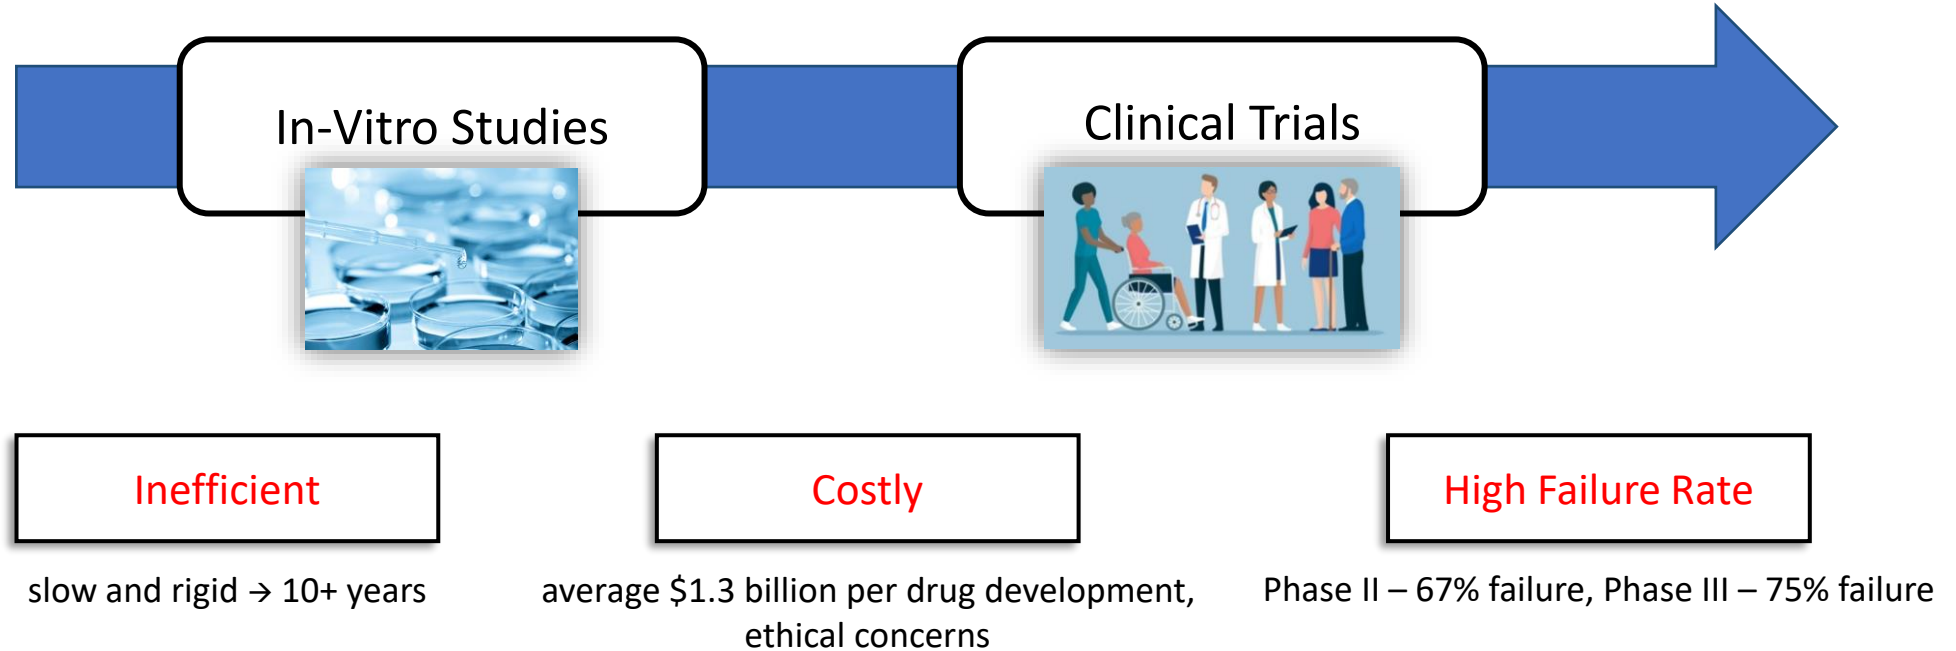 In-Vitro Studies
Clinical Trials
Inefficient
Costly
High Failure Rate
slow and rigid → 10+ years
average $1.3 billion per drug development,
ethical concerns
Phase II – 67% failure, Phase III – 75% failure